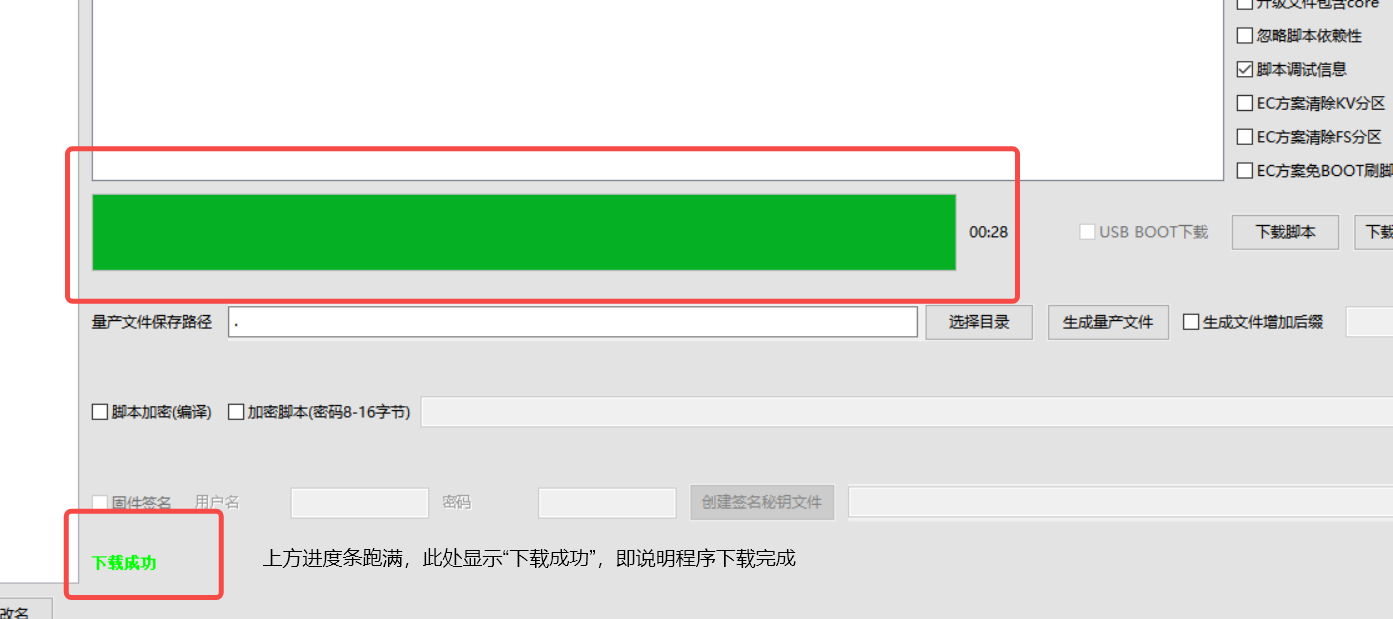 升级文件包含core
忽略脚本依赖性
脚本调试信息
EC方案清除KV分区
EC方案清除FS分区
EC方案免BOOT刷脚
00:28
USB BOOT下载
下载脚本
下载
量产文件保存路径
.
选择目录
生成量产文件
生成文件增加后缀
脚本加密(编译)
加密脚本(密码8-16字节)
固件签名
用户名
密码
创建签名秘钥文件
下载成功
上方进度条跑满，此处显示“下载成功”，即说明程序下载完成
改名